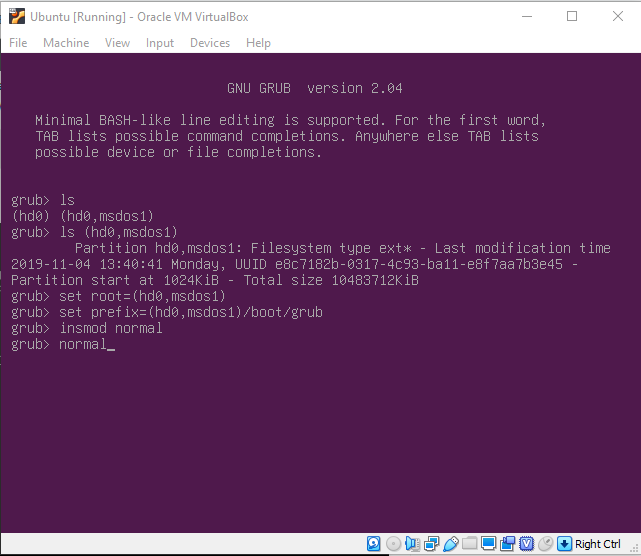 Ubuntu [Running] - Oracle VM VirtualBox
File Machine View Input Devices Help
GNU GRUB version 2.04
Minimal BASH-like line editing is supported. For the first word,
TAB lists possible command completions. Anywhere else TAB lists
possible device or file completions.
grub> ls
(hd0) (hd0,msdos1)
grub> ls (hd0,msdos1)
Partition hd0,msdos1: Filesystem type ext* - Last modification time
2019-11-04 13:40:41 Monday, UUID e8c7182b-0317-4c93-ba11-e8f7aa7b3e45 -
Partition start at 1024KiB - Total size 10483712KiB
grub> set root=(hd0,msdos1)
grub> set prefix=(hd0,msdos1)/boot/grub
grub> insmod normal
grub> normal_
Right Ctrl